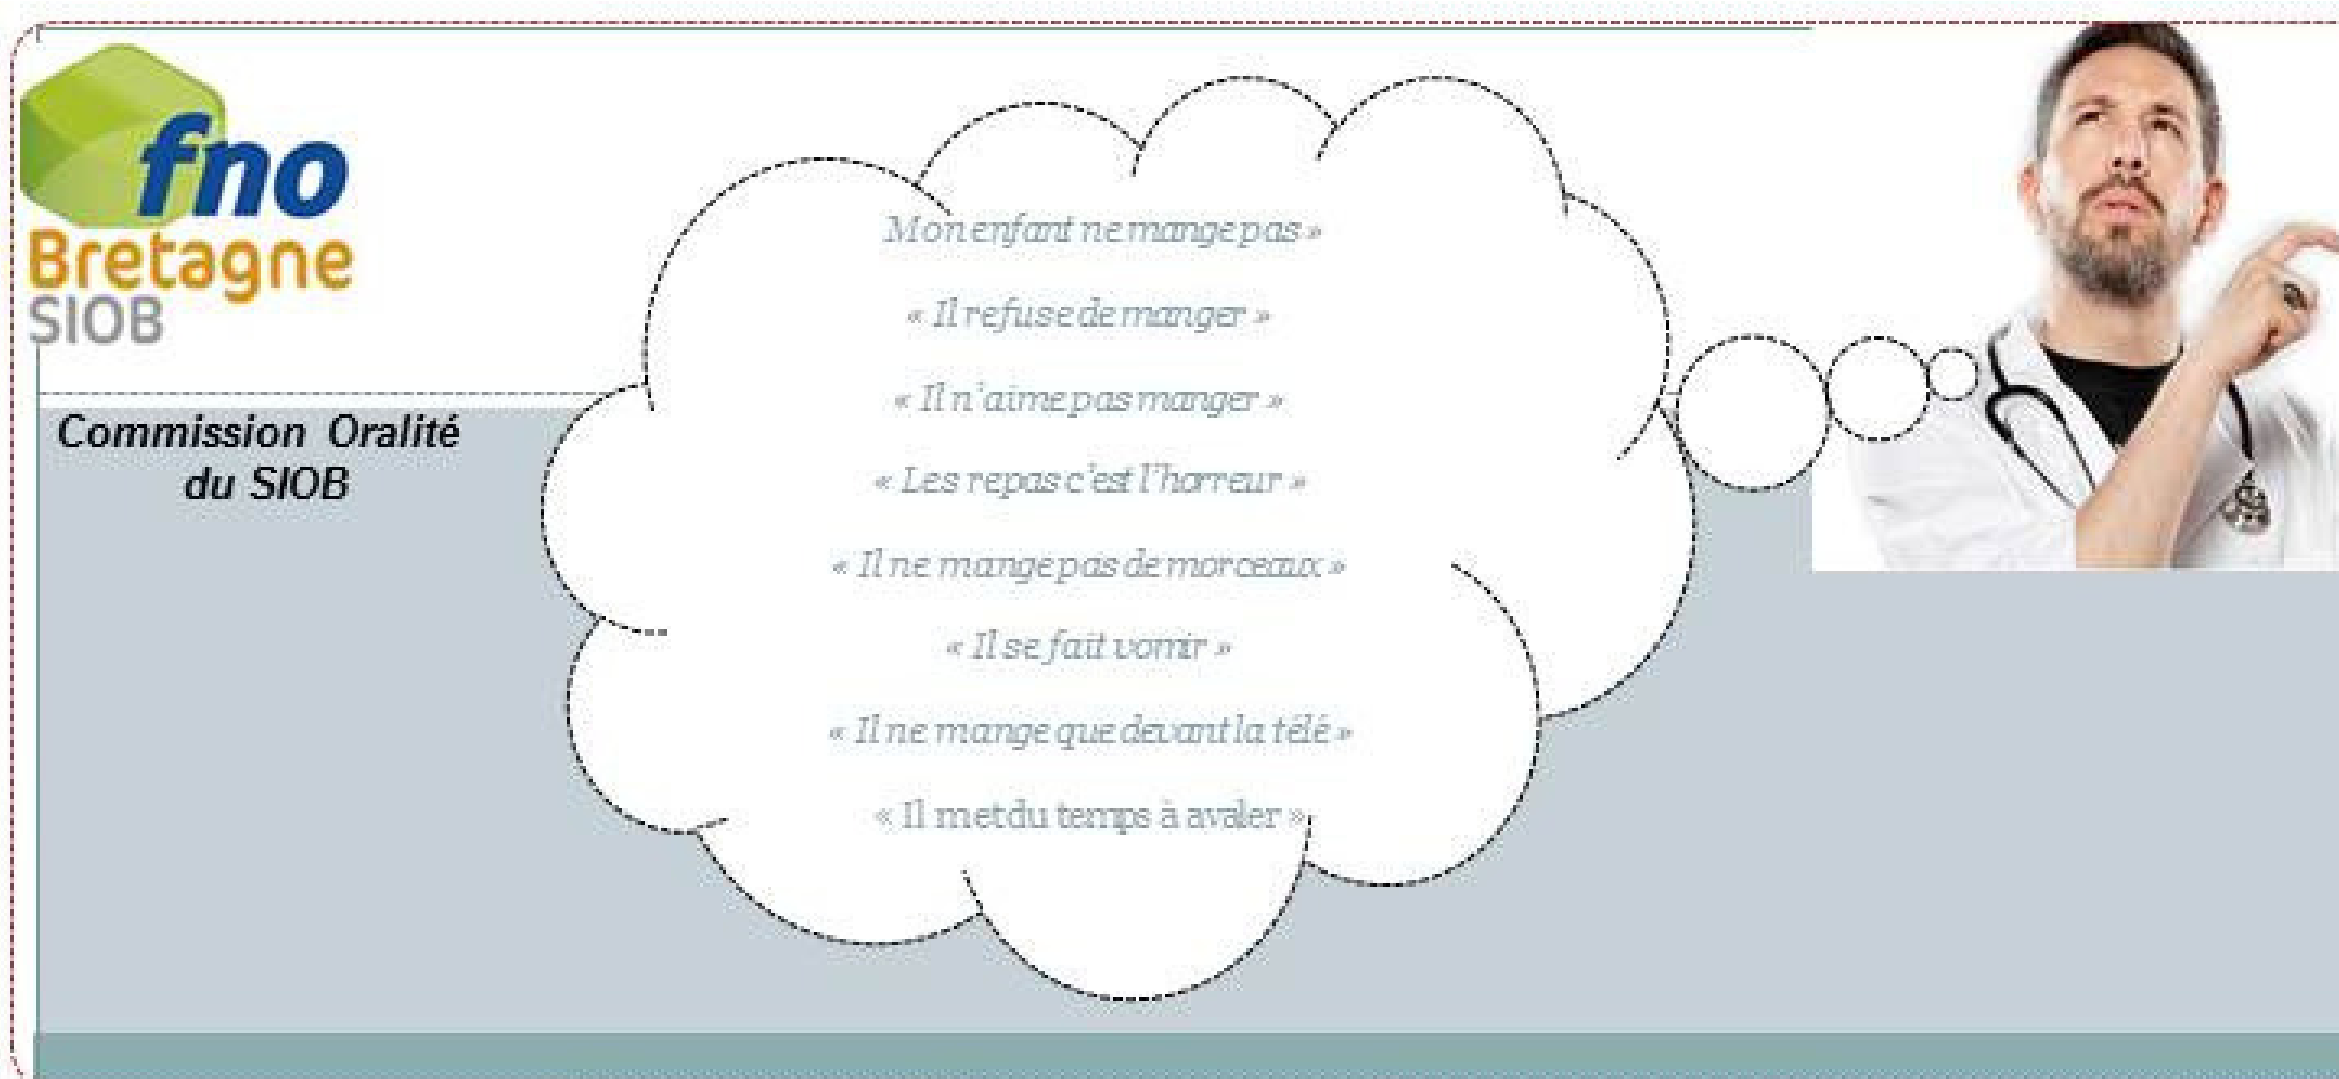 fno
Bretagne
SIOB
Commission Oralité
du SIOB
Mon enfant ne mange pas »
« Il refuse de manger »
« Il n'aime pas manger »
« Les repas c'est l'horreur »
« Il ne mange pas de morceaux »
« Il se fait vomir »
« Il ne mange que devant la télé »
« Il met du temps à avaler »